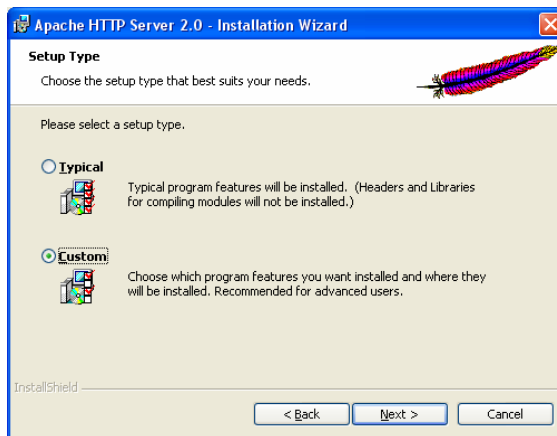 Apache HTTP Server 2.0 - Installation Wizard
Setup Type
Choose the setup type that best suits your needs.
Please select a setup type.
Typical
Typical program features will be installed. (Headers and Libraries
for compiling modules will not be installed.)
Custom
Choose which program features you want installed and where they
will be installed. Recommended for advanced users.
InstallShield
< Back
Next >
Cancel